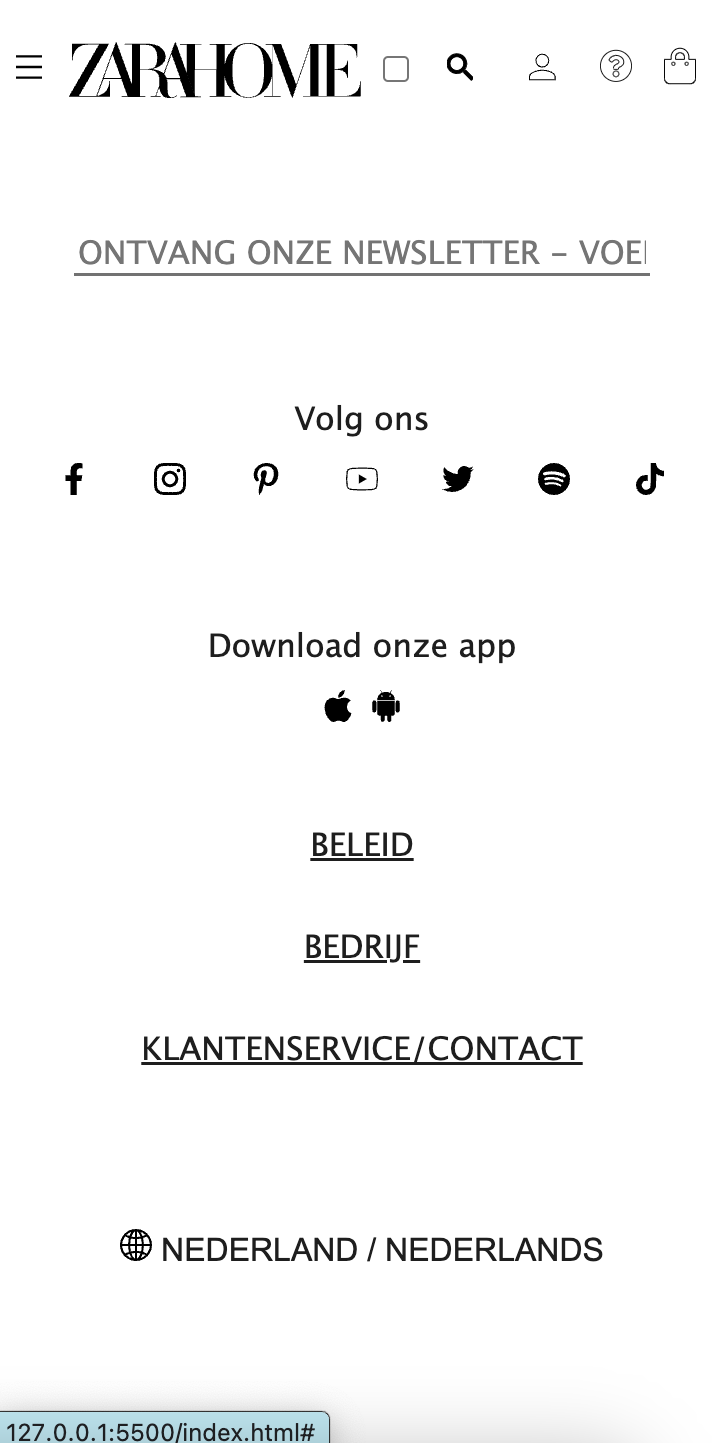 ZARAHOME
ONTVANG ONZE NEWSLETTER – VOE
Volg ons
Download onze app
BELEID
BEDRIJF
KLANTENSERVICE/CONTACT
NEDERLAND / NEDERLANDS
127.0.0.1:5500/index.html#